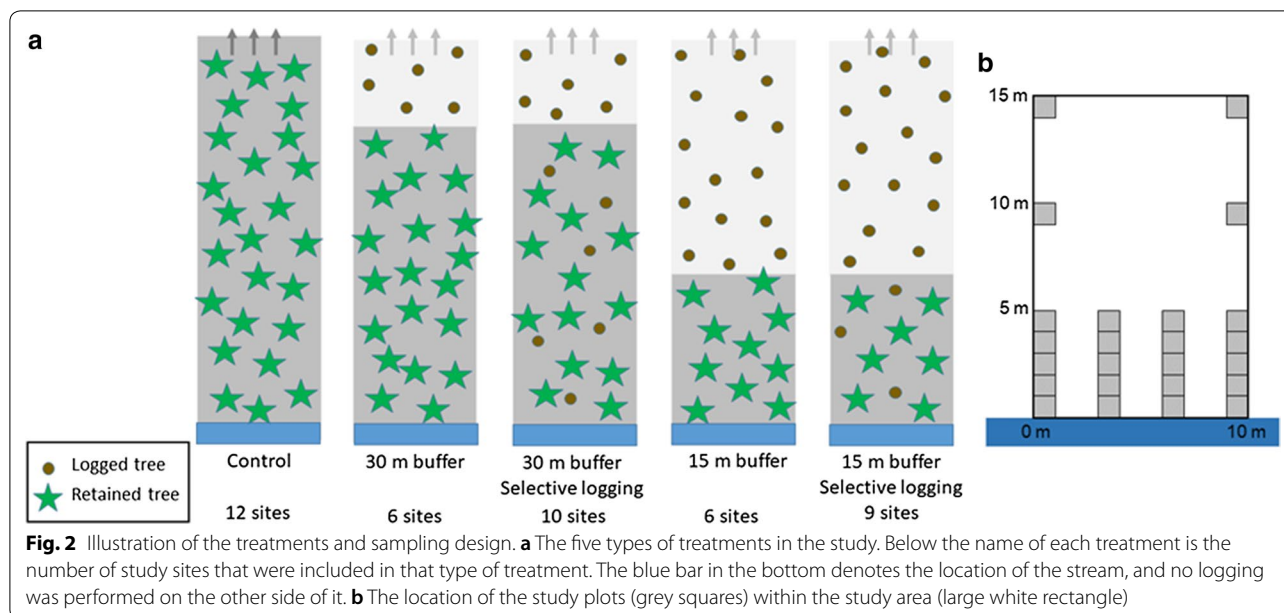 a
b
15 m
10 m
5 m
0 m
10 m
Logged tree
Retained tree
Control
12 sites
30 m buffer
6 sites
30 m buffer
Selective logging
10 sites
15 m buffer
6 sites
15 m buffer
Selective logging
9 sites
Fig. 2 Illustration of the treatments and sampling design. a The five types of treatments in the study. Below the name of each treatment is the
number of study sites that were included in that type of treatment. The blue bar in the bottom denotes the location of the stream, and no logging
was performed on the other side of it. b The location of the study plots (grey squares) within the study area (large white rectangle)